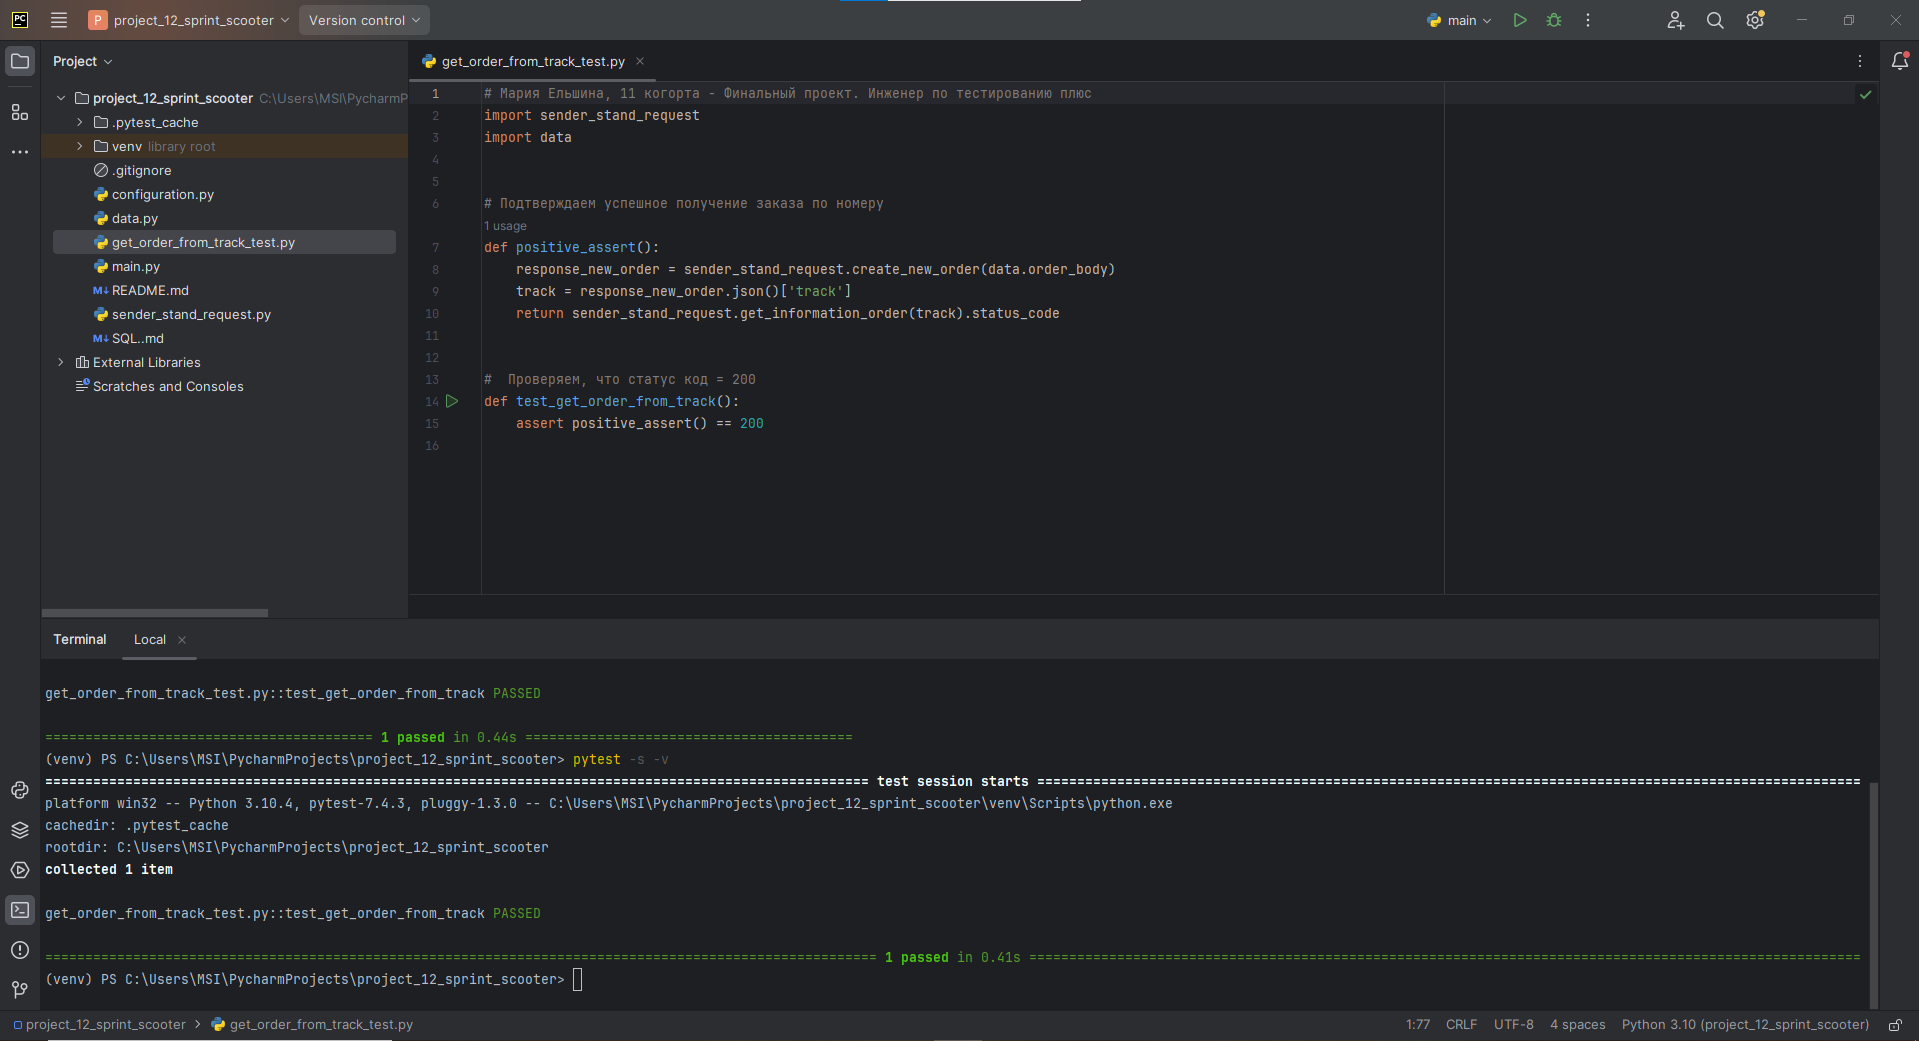 PC
P project_12_sprint_scooter
Version control
main
Project
project_12_sprint_scooter C:\Users\MSI\PycharmP
.pytest_cache
venv library root
.gitignore
configuration.py
data.py
get_order_from_track_test.py
main.py
M↓ README.md
sender_stand_request.py
M↓ SQL..md
External Libraries
Scratches and Consoles
get_order_from_track_test.py
1 # Мария Ельшина, 11 когорта - Финальный проект. Инженер по тестированию плюс
2 import sender_stand_request
3 import data
4
5
6 # Подтверждаем успешное получение заказа по номеру
1 usage
7 def positive_assert():
8 response_new_order = sender_stand_request.create_new_order(data.order_body)
9 track = response_new_order.json()['track']
10 return sender_stand_request.get_information_order(track).status_code
11
12
13 #  Проверяем, что статус код = 200
14 def test_get_order_from_track():
15 assert positive_assert() == 200
16
Terminal
Local
get_order_from_track_test.py::test_get_order_from_track PASSED
========================================= 1 passed in 0.44s =========================================
(venv) PS C:\Users\MSI\PycharmProjects\project_12_sprint_scooter> pytest -s -v
======================================================================================================= test session starts =======================================================================================================
platform win32 -- Python 3.10.4, pytest-7.4.3, pluggy-1.3.0 -- C:\Users\MSI\PycharmProjects\project_12_sprint_scooter\venv\Scripts\python.exe
cachedir: .pytest_cache
rootdir: C:\Users\MSI\PycharmProjects\project_12_sprint_scooter
collected 1 item
get_order_from_track_test.py::test_get_order_from_track PASSED
======================================================================================================== 1 passed in 0.41s ========================================================================================================
(venv) PS C:\Users\MSI\PycharmProjects\project_12_sprint_scooter>
project_12_sprint_scooter > get_order_from_track_test.py
1:77 CRLF UTF-8 4 spaces Python 3.10 (project_12_sprint_scooter)